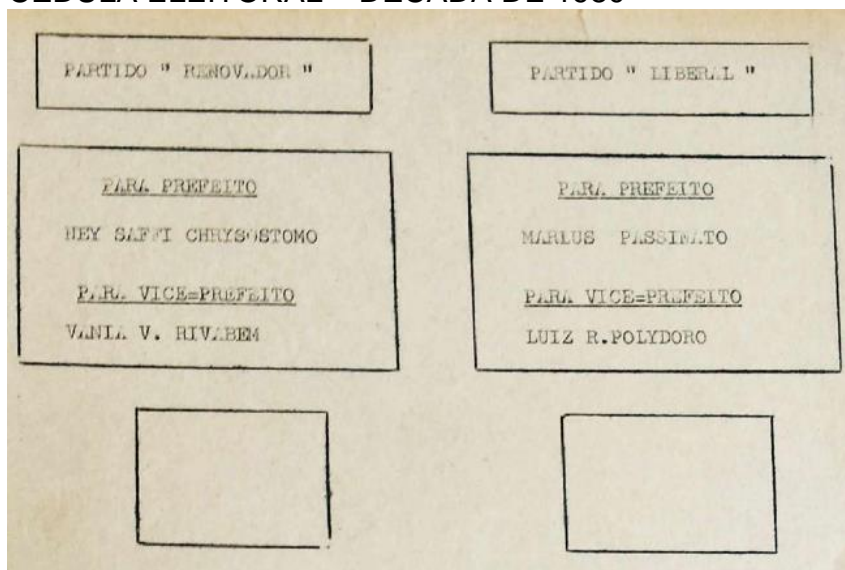 CÉDULA ELEITORAL – DÉCADA DE
PARTIDO " RENOVADOR "
PARA PREFEITO
NEY SAFFI CHRYSOSTOMO
PARA VICE=PREFEITO
VANIA V. RIVABEM
PARTIDO " LIBERAL "
PARA PREFEITO
MARLUS PASSINATO
PARA VICE=PREFEITO
LUIZ R.POLYDORO